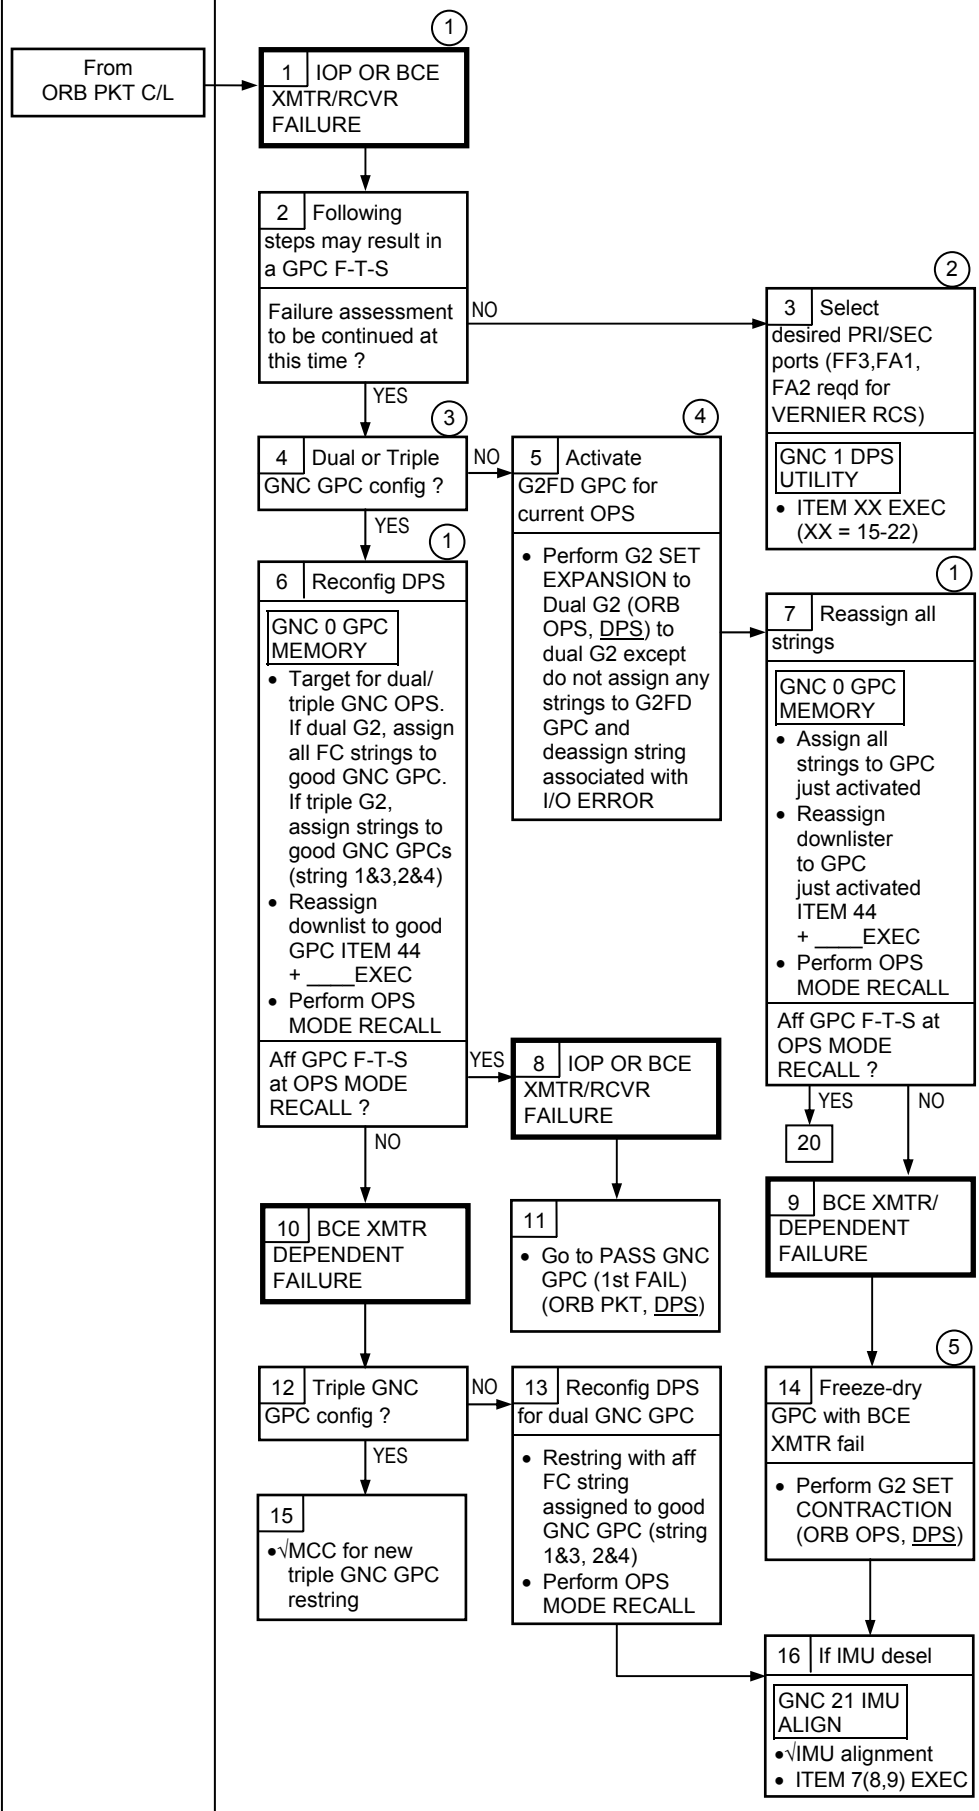 1
From
ORB PKT C/L
1 IOP OR BCE
XMTR/RCVR
FAILURE
2 Following
steps may result in
a GPC F-T-S
Failure assessment
to be continued at
this time ?
NO
YES
2
3 Select
desired PRI/SEC
ports (FF3,FA1,
FA2 reqd for
VERNIER RCS)
GNC 1 DPS
UTILITY
• ITEM XX EXEC
(XX = 15-22)
3
4 Dual or Triple
GNC GPC config ?
NO
YES
4
5 Activate
G2FD GPC for
current OPS
• Perform G2 SET
EXPANSION to
Dual G2 (ORB
OPS, DPS) to
dual G2 except
do not assign any
strings to G2FD
GPC and
deassign string
associated with
I/O ERROR
1
6 Reconfig DPS
GNC 0 GPC
MEMORY
• Target for dual/
triple GNC OPS.
If dual G2, assign
all FC strings to
good GNC GPC.
If triple G2,
assign strings to
good GNC GPCs
(string 1&3,2&4)
• Reassign
downlist to good
GPC ITEM 44
+ ____EXEC
• Perform OPS
MODE RECALL
Aff GPC F-T-S
at OPS MODE
RECALL ?
YES
NO
1
7 Reassign all
strings
GNC 0 GPC
MEMORY
• Assign all
strings to GPC
just activated
• Reassign
downlister
to GPC
just activated
ITEM 44
+ ____EXEC
• Perform OPS
MODE RECALL
Aff GPC F-T-S at
OPS MODE
RECALL ?
YES
NO
20
8 IOP OR BCE
XMTR/RCVR
FAILURE
9 BCE XMTR/
DEPENDENT
FAILURE
10 BCE XMTR
DEPENDENT
FAILURE
11
• Go to PASS GNC
GPC (1st FAIL)
(ORB PKT, DPS)
12 Triple GNC
GPC config ?
NO
YES
13 Reconfig DPS
for dual GNC GPC
• Restring with aff
FC string
assigned to good
GNC GPC (string
1&3, 2&4)
• Perform OPS
MODE RECALL
5
14 Freeze-dry
GPC with BCE
XMTR fail
• Perform G2 SET
CONTRACTION
(ORB OPS, DPS)
15
•√MCC for new
triple GNC GPC
restring
16 If IMU desel
GNC 21 IMU
ALIGN
•√IMU alignment
• ITEM 7(8,9) EXEC